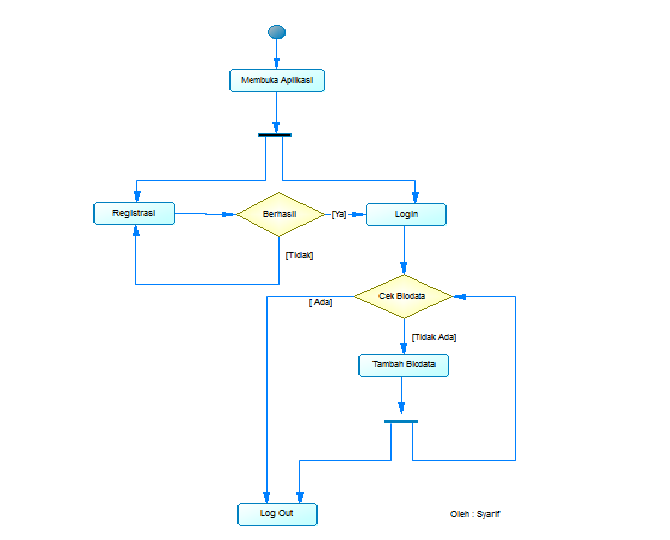 Membuka Aplikasi
Registrasi
Berhasil
[Ya]
Login
[Tidak]
Cek Biodata
[ Ada]
[Tidak Ada]
Tambah Biodata
Log Out
Oleh : Syarif